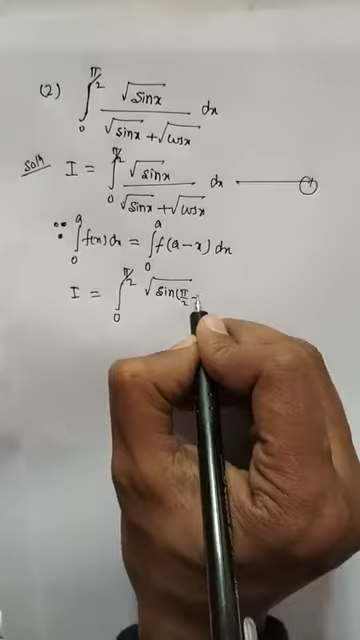 (2) ∫₀^(π/2) √sinx / (√sinx + √cosx) dx
Solⁿ I = ∫₀^(π/2) √sinx / (√sinx + √cosx) dx — ①
∵ ∫₀^a f(x) dx = ∫₀^a f(a-x) dx
I = ∫₀^(π/2) √sin(π/2 -